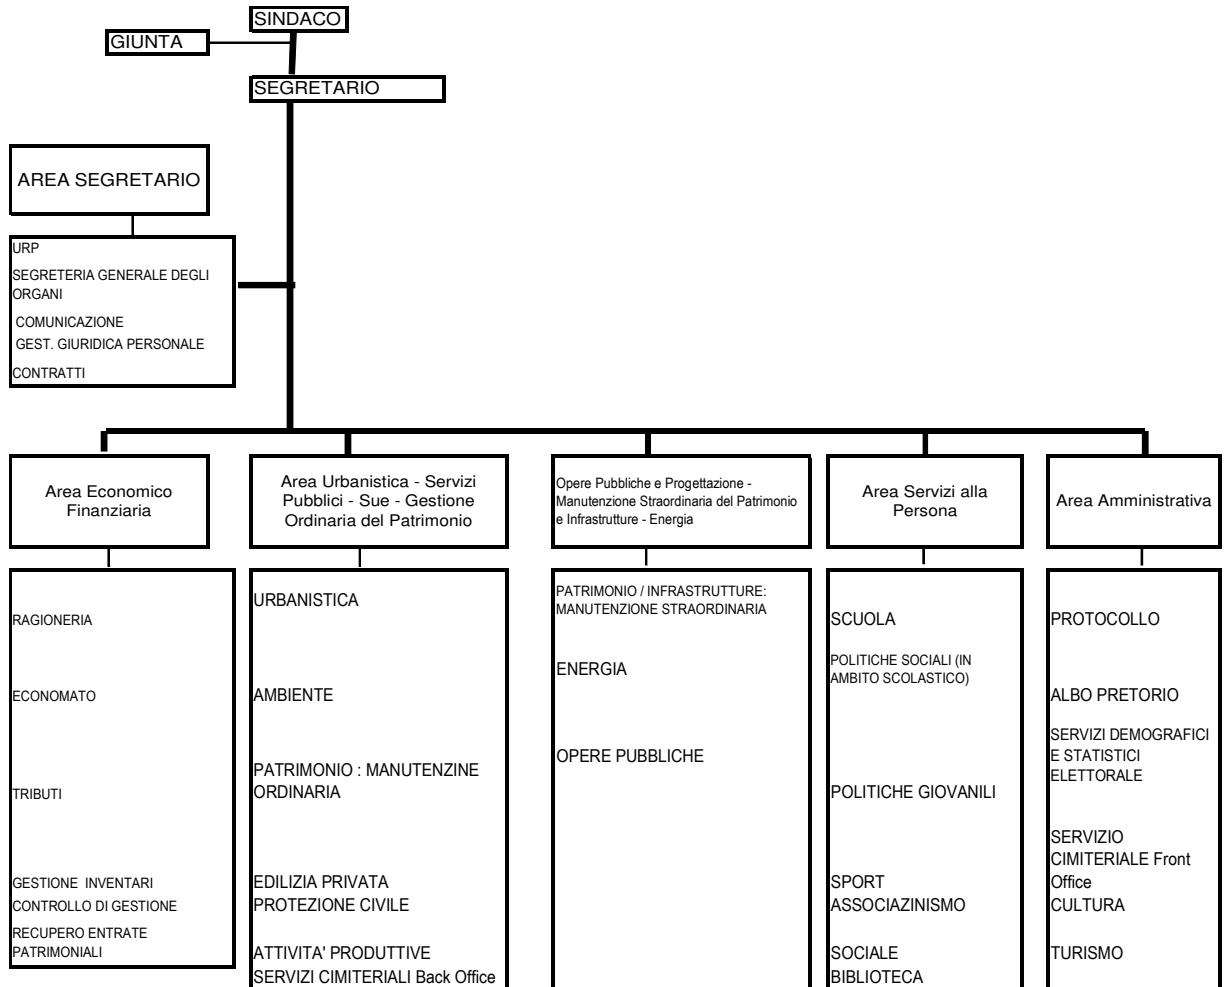 SINDACO
GIUNTA
SEGRETARIO
AREA SEGRETARIO
URP
SEGRETERIA GENERALE DEGLI
ORGANI
COMUNICAZIONE
GEST. GIURIDICA PERSONALE
CONTRATTI
Area Economico
Finanziaria
Area Urbanistica - Servizi
Pubblici - Sue - Gestione
Ordinaria del Patrimonio
Opere Pubbliche e Progettazione -
Manutenzione Straordinaria del Patrimonio
e Infrastrutture - Energia
Area Servizi alla
Persona
Area Amministrativa
RAGIONERIA
ECONOMATO
TRIBUTI
GESTIONE INVENTARI
CONTROLLO DI GESTIONE
RECUPERO ENTRATE
PATRIMONIALI
URBANISTICA
AMBIENTE
PATRIMONIO : MANUTENZINE
ORDINARIA
EDILIZIA PRIVATA
PROTEZIONE CIVILE
ATTIVITA' PRODUTTIVE
SERVIZI CIMITERIALI Back Office
PATRIMONIO / INFRASTRUTTURE:
MANUTENZIONE STRAORDINARIA
ENERGIA
OPERE PUBBLICHE
SCUOLA
POLITICHE SOCIALI (IN
AMBITO SCOLASTICO)
POLITICHE GIOVANILI
SPORT
ASSOCIAZINISMO
SOCIALE
BIBLIOTECA
PROTOCOLLO
ALBO PRETORIO
SERVIZI DEMOGRAFICI
E STATISTICI
ELETTORALE
SERVIZIO
CIMITERIALE Front
Office
CULTURA
TURISMO